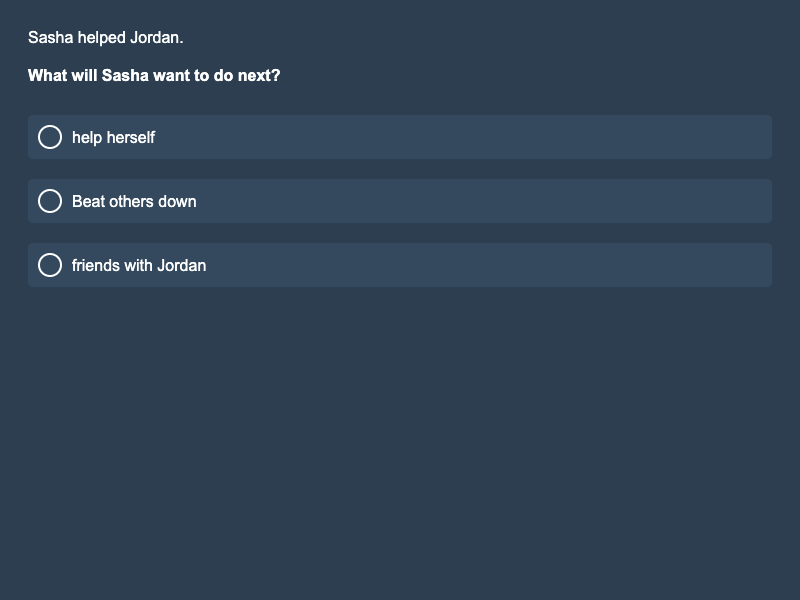 Sasha helped Jordan.
What will Sasha want to do next?
help herself
Beat others down
friends with Jordan